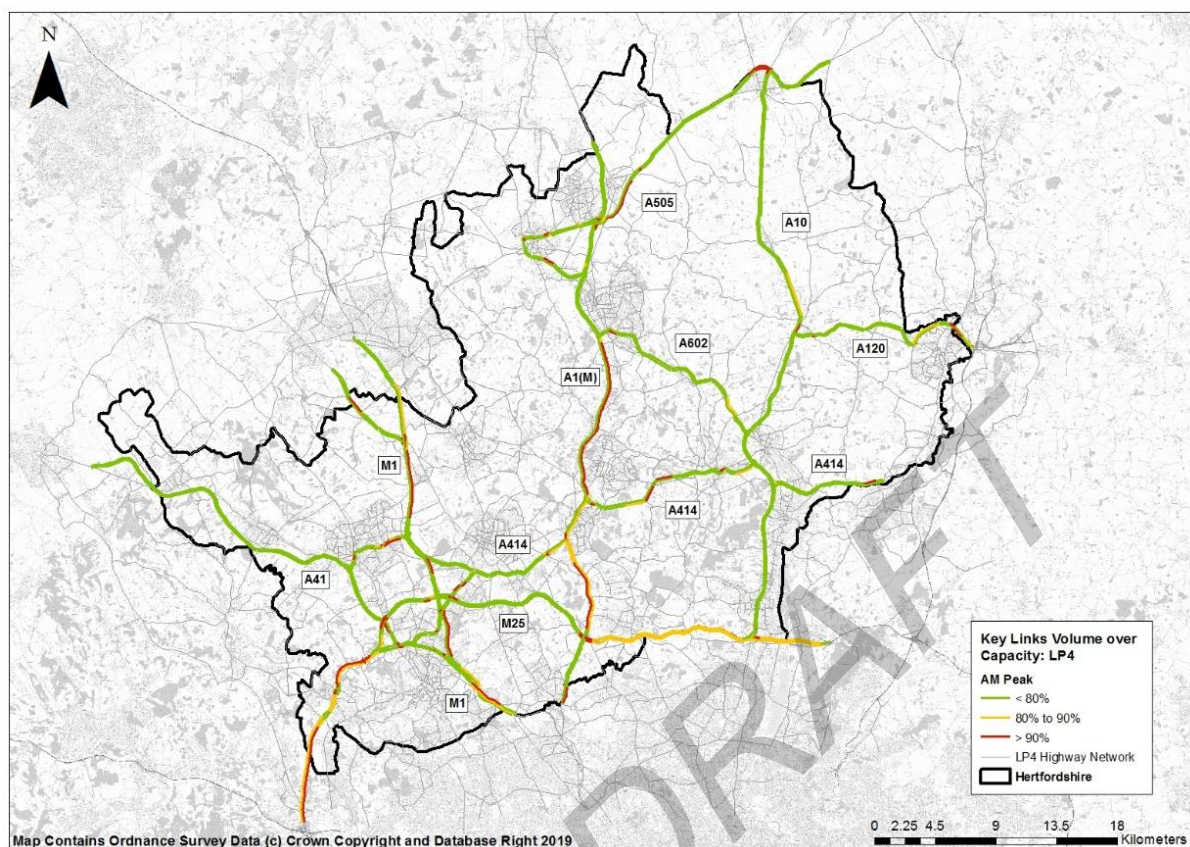 N
A505
A10
A602
A120
A1(M)
M1
A414
A414
A414
A41
M25
M1
DRAFT
Key Links Volume over
Capacity: LP4
AM Peak
< 80%
80% to 90%
> 90%
LP4 Highway Network
Hertfordshire
Map Contains Ordnance Survey Data (c) Crown Copyright and Database Right 2019
0 2.25 4.5 9 13.5 18
Kilometers